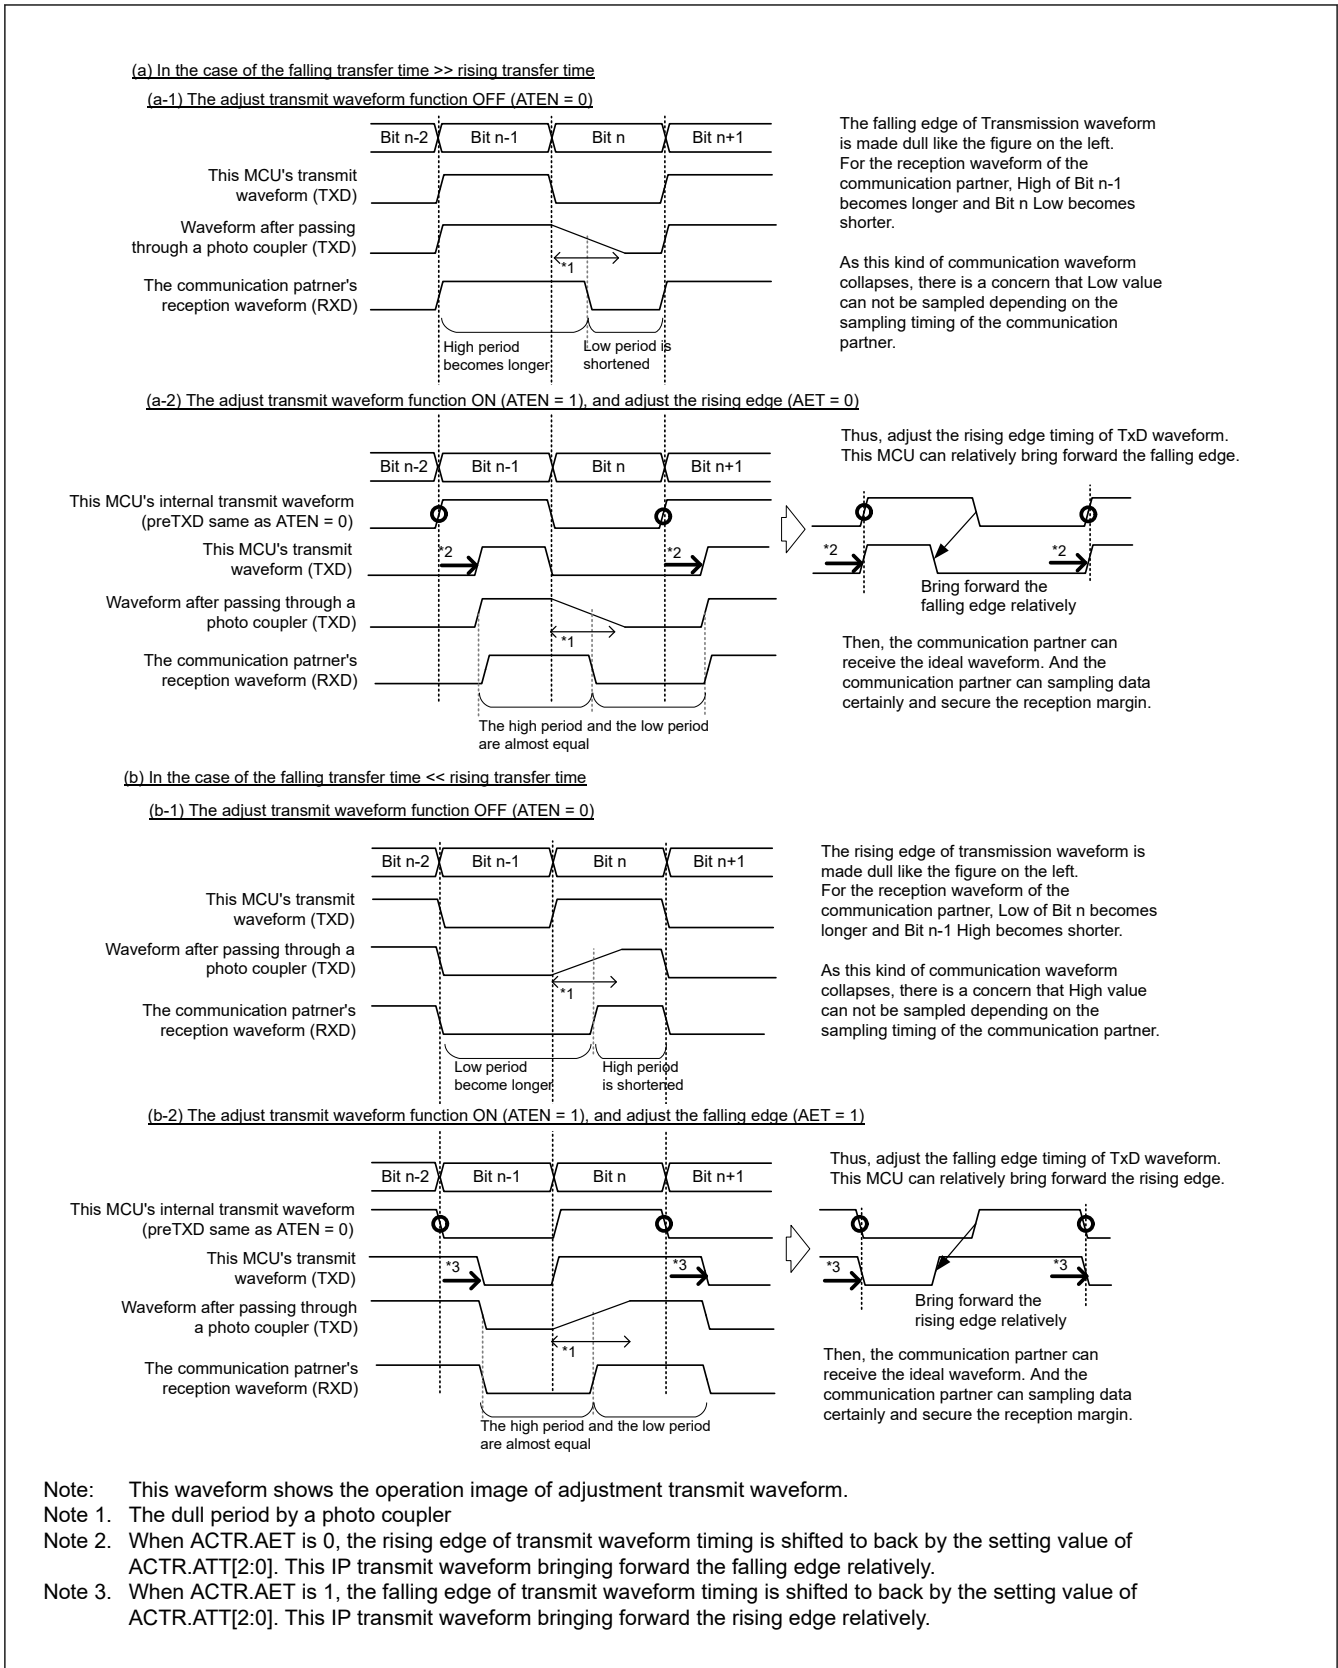 (a) In the case of the falling transfer time >> rising transfer time
(a-1) The adjust transmit waveform function OFF (ATEN = 0)
Bit n-2 Bit n-1 Bit n Bit n+1
This MCU's transmit
waveform (TXD)
Waveform after passing
through a photo coupler (TXD)
*1
The communication patrner's
reception waveform (RXD)
High period
becomes longer
Low period is
shortened
The falling edge of Transmission waveform
is made dull like the figure on the left.
For the reception waveform of the
communication partner, High of Bit n-1
becomes longer and Bit n Low becomes
shorter.
As this kind of communication waveform
collapses, there is a concern that Low value
can not be sampled depending on the
sampling timing of the communication
partner.
(a-2) The adjust transmit waveform function ON (ATEN = 1), and adjust the rising edge (AET = 0)
Bit n-2 Bit n-1 Bit n Bit n+1
This MCU's internal transmit waveform
(preTXD same as ATEN = 0)
This MCU's transmit
waveform (TXD)
*2 *2
Waveform after passing through a
photo coupler (TXD)
*1
The communication patrner's
reception waveform (RXD)
The high period and the low period
are almost equal
Thus, adjust the rising edge timing of TxD waveform.
This MCU can relatively bring forward the falling edge.
*2 *2
Bring forward the
falling edge relatively
Then, the communication partner can
receive the ideal waveform. And the
communication partner can sampling data
certainly and secure the reception margin.
(b) In the case of the falling transfer time << rising transfer time
(b-1) The adjust transmit waveform function OFF (ATEN = 0)
Bit n-2 Bit n-1 Bit n Bit n+1
This MCU's transmit
waveform (TXD)
Waveform after passing through a
photo coupler (TXD)
*1
The communication patrner's
reception waveform (RXD)
Low period
become longer
High period
is shortened
The rising edge of transmission waveform is
made dull like the figure on the left.
For the reception waveform of the
communication partner, Low of Bit n becomes
longer and Bit n-1 High becomes shorter.
As this kind of communication waveform
collapses, there is a concern that High value
can not be sampled depending on the
sampling timing of the communication partner.
(b-2) The adjust transmit waveform function ON (ATEN = 1), and adjust the falling edge (AET = 1)
Bit n-2 Bit n-1 Bit n Bit n+1
This MCU's internal transmit waveform
(preTXD same as ATEN = 0)
This MCU's transmit
waveform (TXD)
*3 *3
Waveform after passing through
a photo coupler (TXD)
*1
The communication patrner's
reception waveform (RXD)
The high period and the low period
are almost equal
Thus, adjust the falling edge timing of TxD waveform.
This MCU can relatively bring forward the rising edge.
*3 *3
Bring forward the
rising edge relatively
Then, the communication partner can
receive the ideal waveform. And the
communication partner can sampling data
certainly and secure the reception margin.
Note: This waveform shows the operation image of adjustment transmit waveform.
Note 1. The dull period by a photo coupler
Note 2. When ACTR.AET is 0, the rising edge of transmit waveform timing is shifted to back by the setting value of
ACTR.ATT[2:0]. This IP transmit waveform bringing forward the falling edge relatively.
Note 3. When ACTR.AET is 1, the falling edge of transmit waveform timing is shifted to back by the setting value of
ACTR.ATT[2:0]. This IP transmit waveform bringing forward the rising edge relatively.